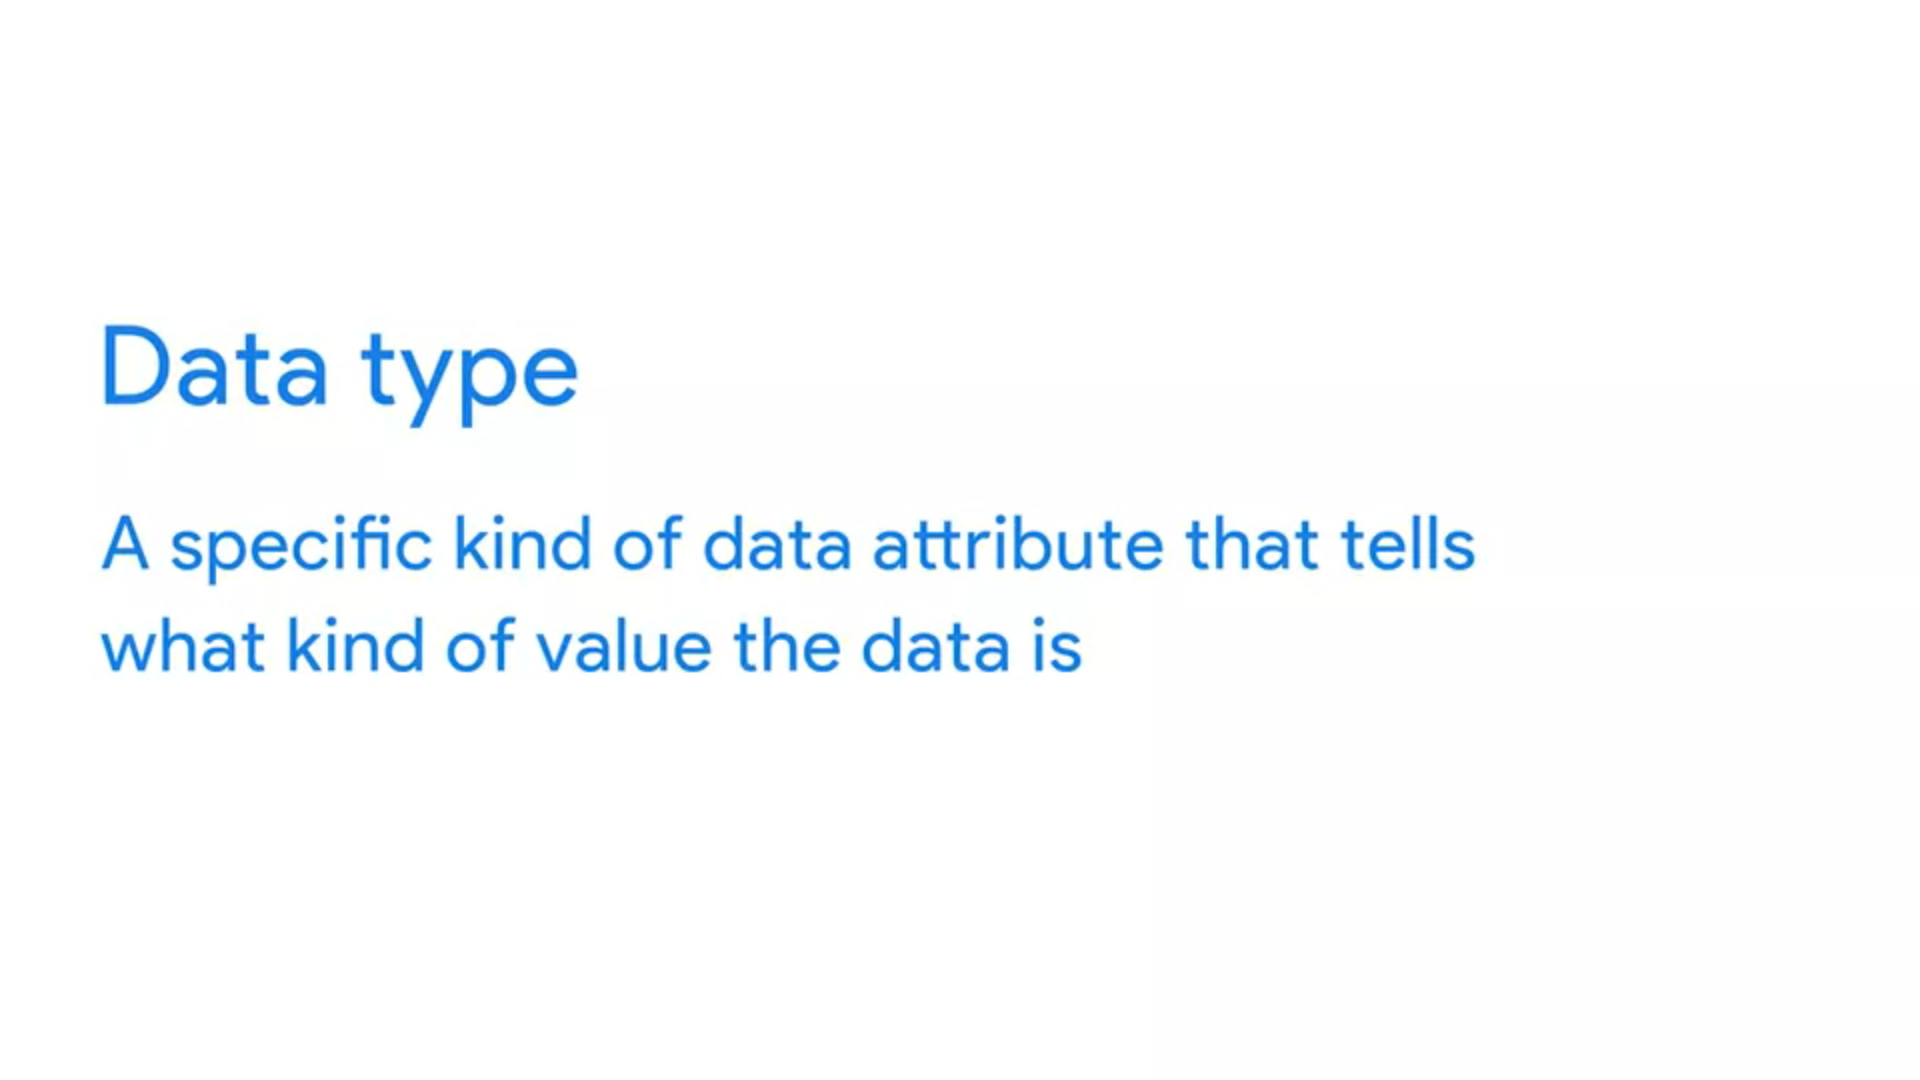 Data type
A specific kind of data attribute that tells
what kind of value the data is